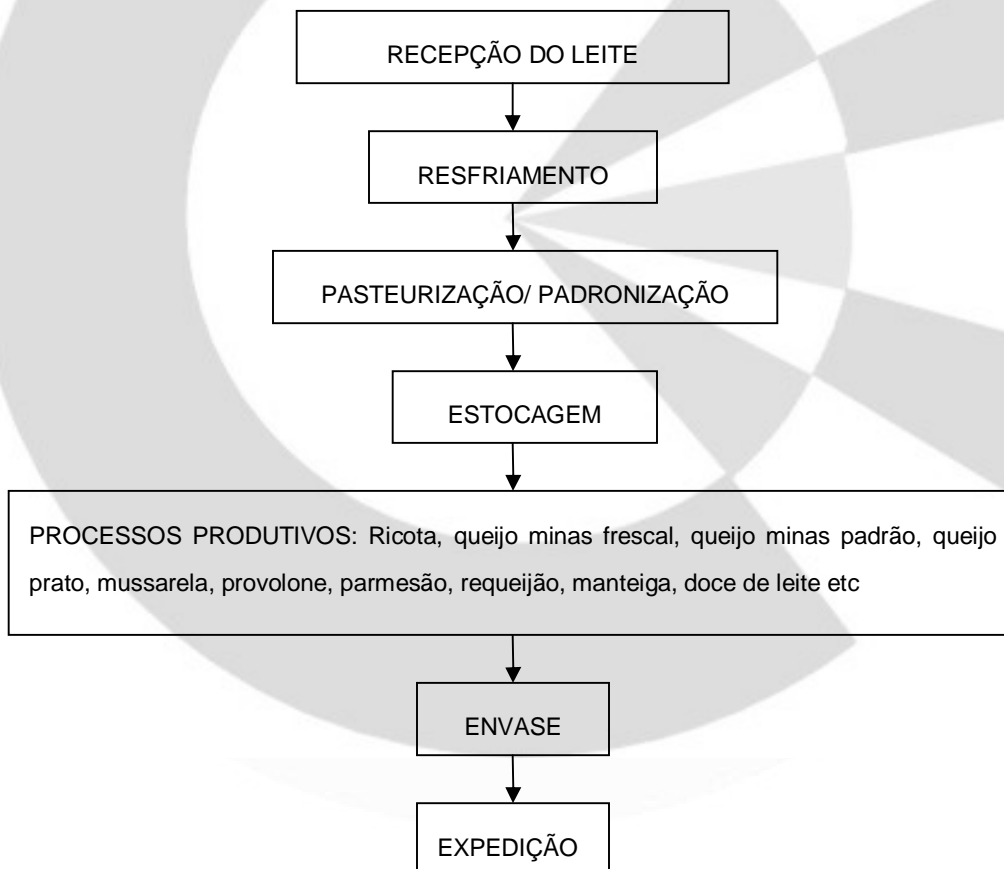 RECEPÇÃO DO LEITE
RESFRIAMENTO
PASTEURIZAÇÃO/ PADRONIZAÇÃO
ESTOCAGEM
PROCESSOS PRODUTIVOS: Ricota, queijo minas frescal, queijo minas padrão, queijo
prato, mussarela, provolone, parmesão, requeijão, manteiga, doce de leite etc
ENVASE
EXPEDIÇÃO